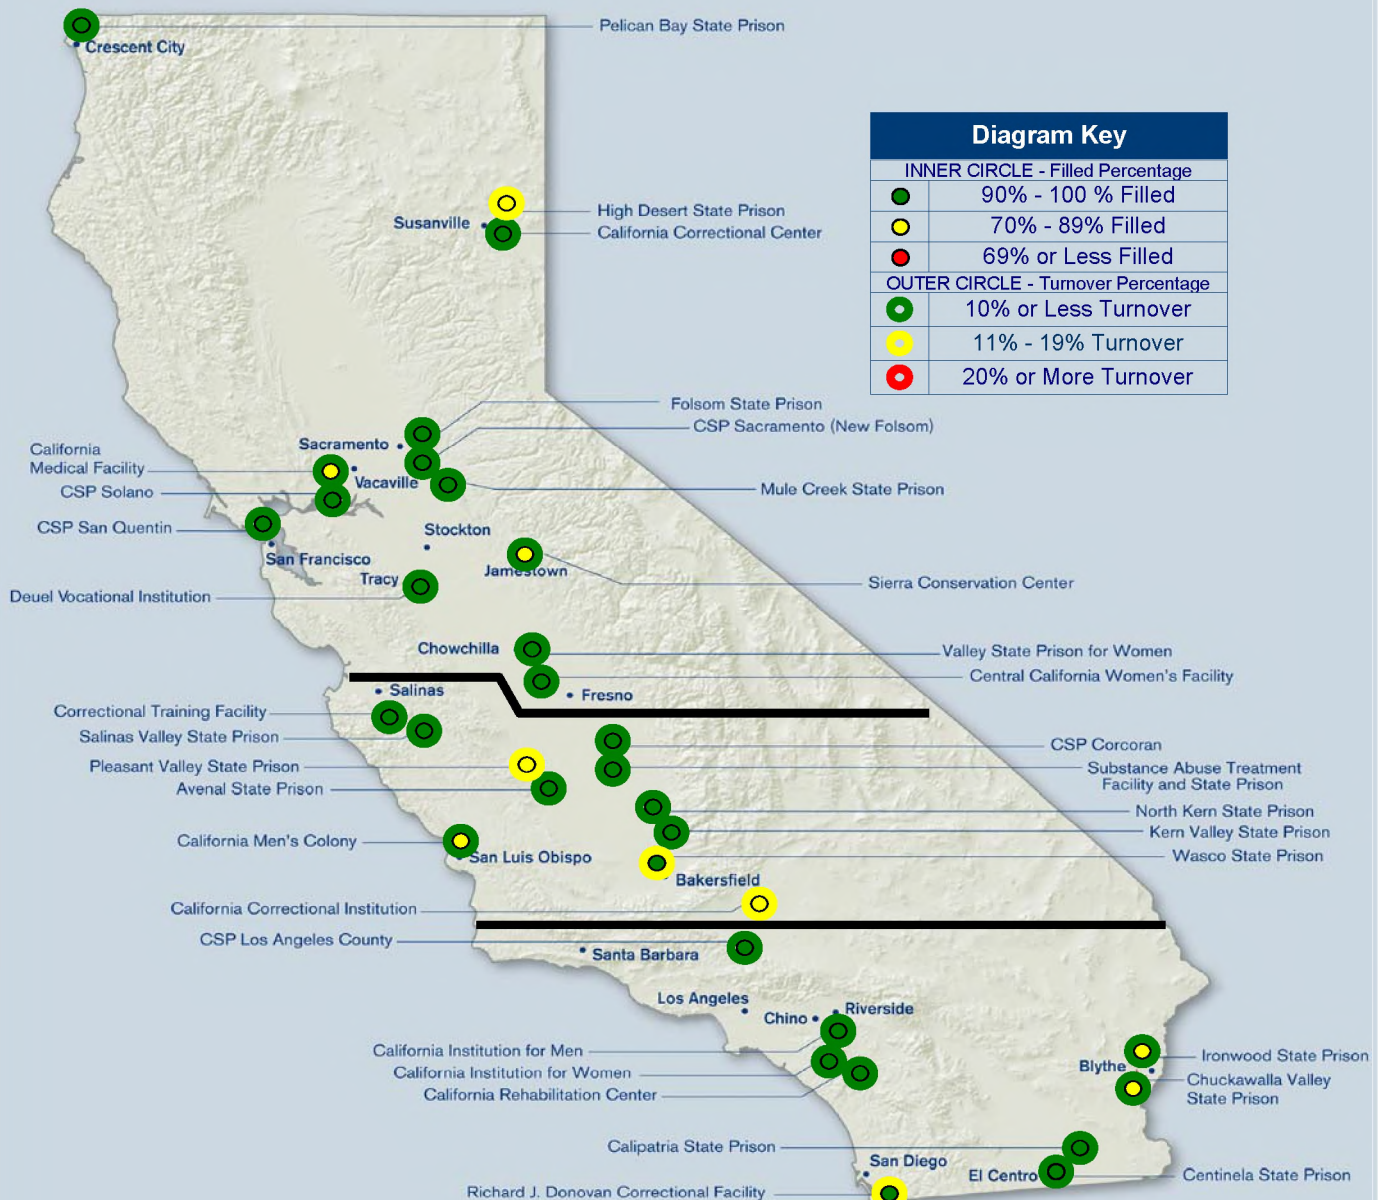 Pelican Bay State Prison
Crescent City
Diagram Key
INNER CIRCLE - Filled Percentage
90% - 100 % Filled
70% - 89% Filled
69% or Less Filled
OUTER CIRCLE - Turnover Percentage
10% or Less Turnover
11% - 19% Turnover
20% or More Turnover
Susanville
High Desert State Prison
California Correctional Center
Folsom State Prison
CSP Sacramento (New Folsom)
Sacramento
California
Medical Facility
Vacaville
CSP Solano
Mule Creek State Prison
CSP San Quentin
Stockton
San Francisco
Jamestown
Tracy
Sierra Conservation Center
Deuel Vocational Institution
Chowchilla
Valley State Prison for Women
Central California Women's Facility
Salinas
Fresno
Correctional Training Facility
Salinas Valley State Prison
CSP Corcoran
Pleasant Valley State Prison
Substance Abuse Treatment
Facility and State Prison
Avenal State Prison
North Kern State Prison
Kern Valley State Prison
California Men's Colony
San Luis Obispo
Wasco State Prison
Bakersfield
California Correctional Institution
CSP Los Angeles County
Santa Barbara
Los Angeles
Riverside
Chino
California Institution for Men
California Institution for Women
California Rehabilitation Center
Ironwood State Prison
Blythe
Chuckawalla Valley
State Prison
Calipatria State Prison
San Diego
El Centro
Centinela State Prison
Richard J. Donovan Correctional Facility